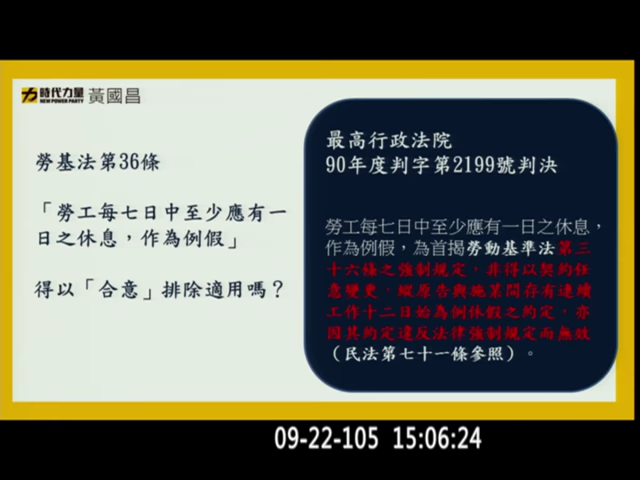 力 時代力量 NEW POWER PARTY 黃國昌
勞基法第36條
「勞工每七日中至少應有一
日之休息，作為例假」
得以「合意」排除適用嗎？
最高行政法院
90年度判字第2199號判決
勞工每七日中至少應有一日之休息，
作為例假，為首揭勞動基準法第三
十六條之強制規定，非得以契約任
意變更，縱原告與施某間存有連續
工作十二日始為例休假之約定，亦
因其約定違反法律強制規定而無效
（民法第七十一條參照）。
09-22-105 15:06:24